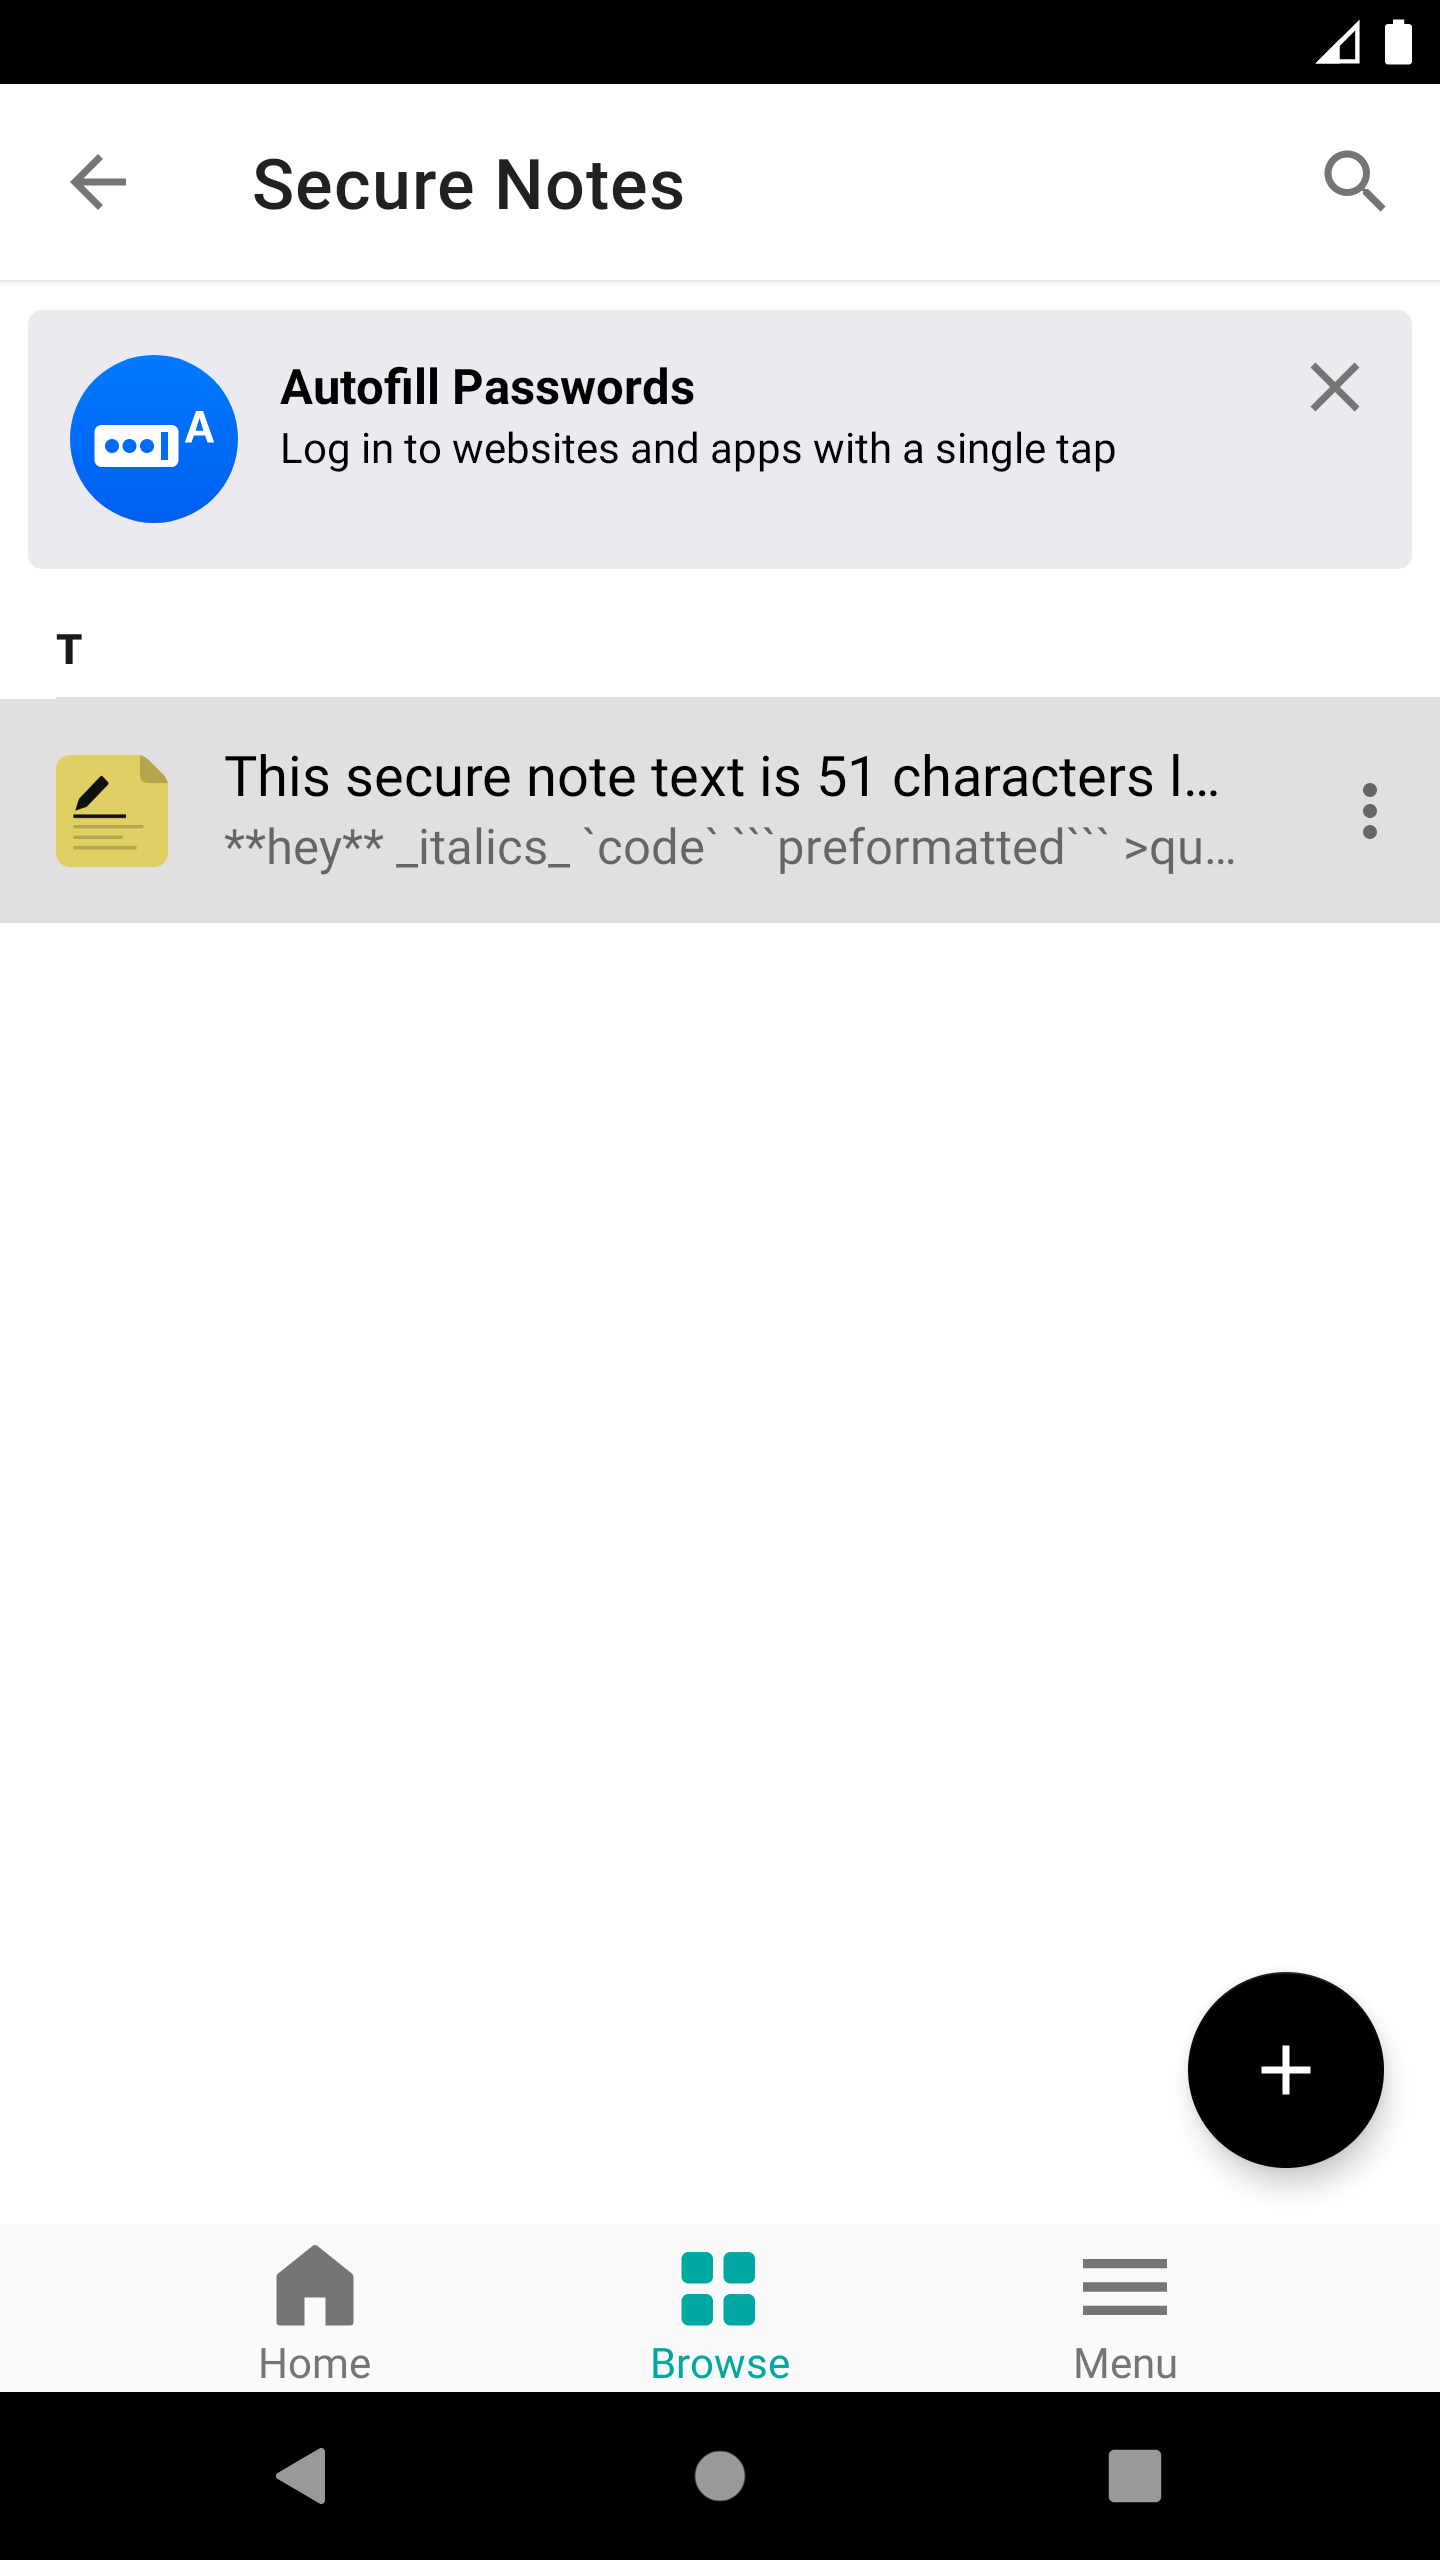 Secure Notes
Autofill Passwords
Log in to websites and apps with a single tap
A
T
This secure note text is 51 characters l…
**hey** _italics_ `code` ```preformatted``` >qu…
Home
Browse
Menu